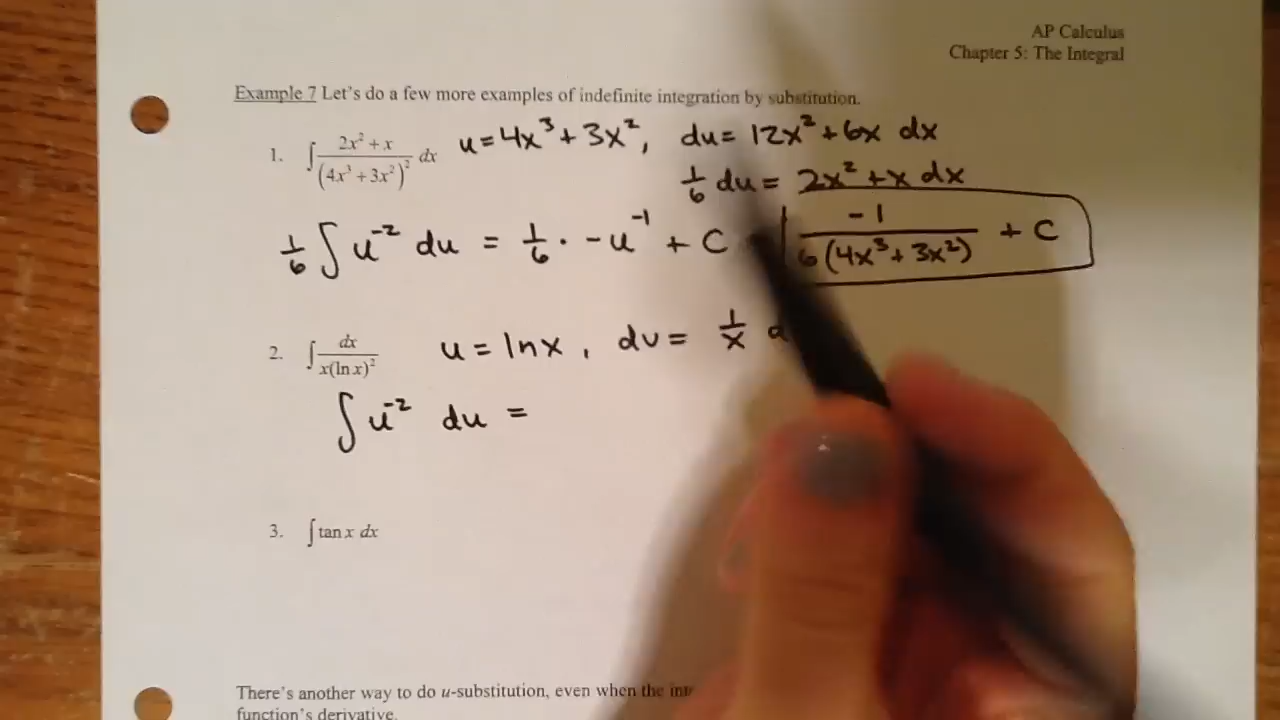 AP Calculus
Chapter 5: The Integral
Example 7 Let's do a few more examples of indefinite integration by substitution.
1. ∫ (2x² + x)/(4x³ + 3x²)² dx u = 4x³ + 3x², du = 12x² + 6x dx
1/6 du = 2x² + x dx
1/6 ∫ u⁻² du = 1/6 · -u⁻¹ + C -1/(6(4x³ + 3x²)) + C
2. ∫ dx/(x(ln x)²) u = ln x, du = 1/x
∫ u⁻² du =
3. ∫ tan x dx
There's another way to do u-substitution, even when the
function's derivative.